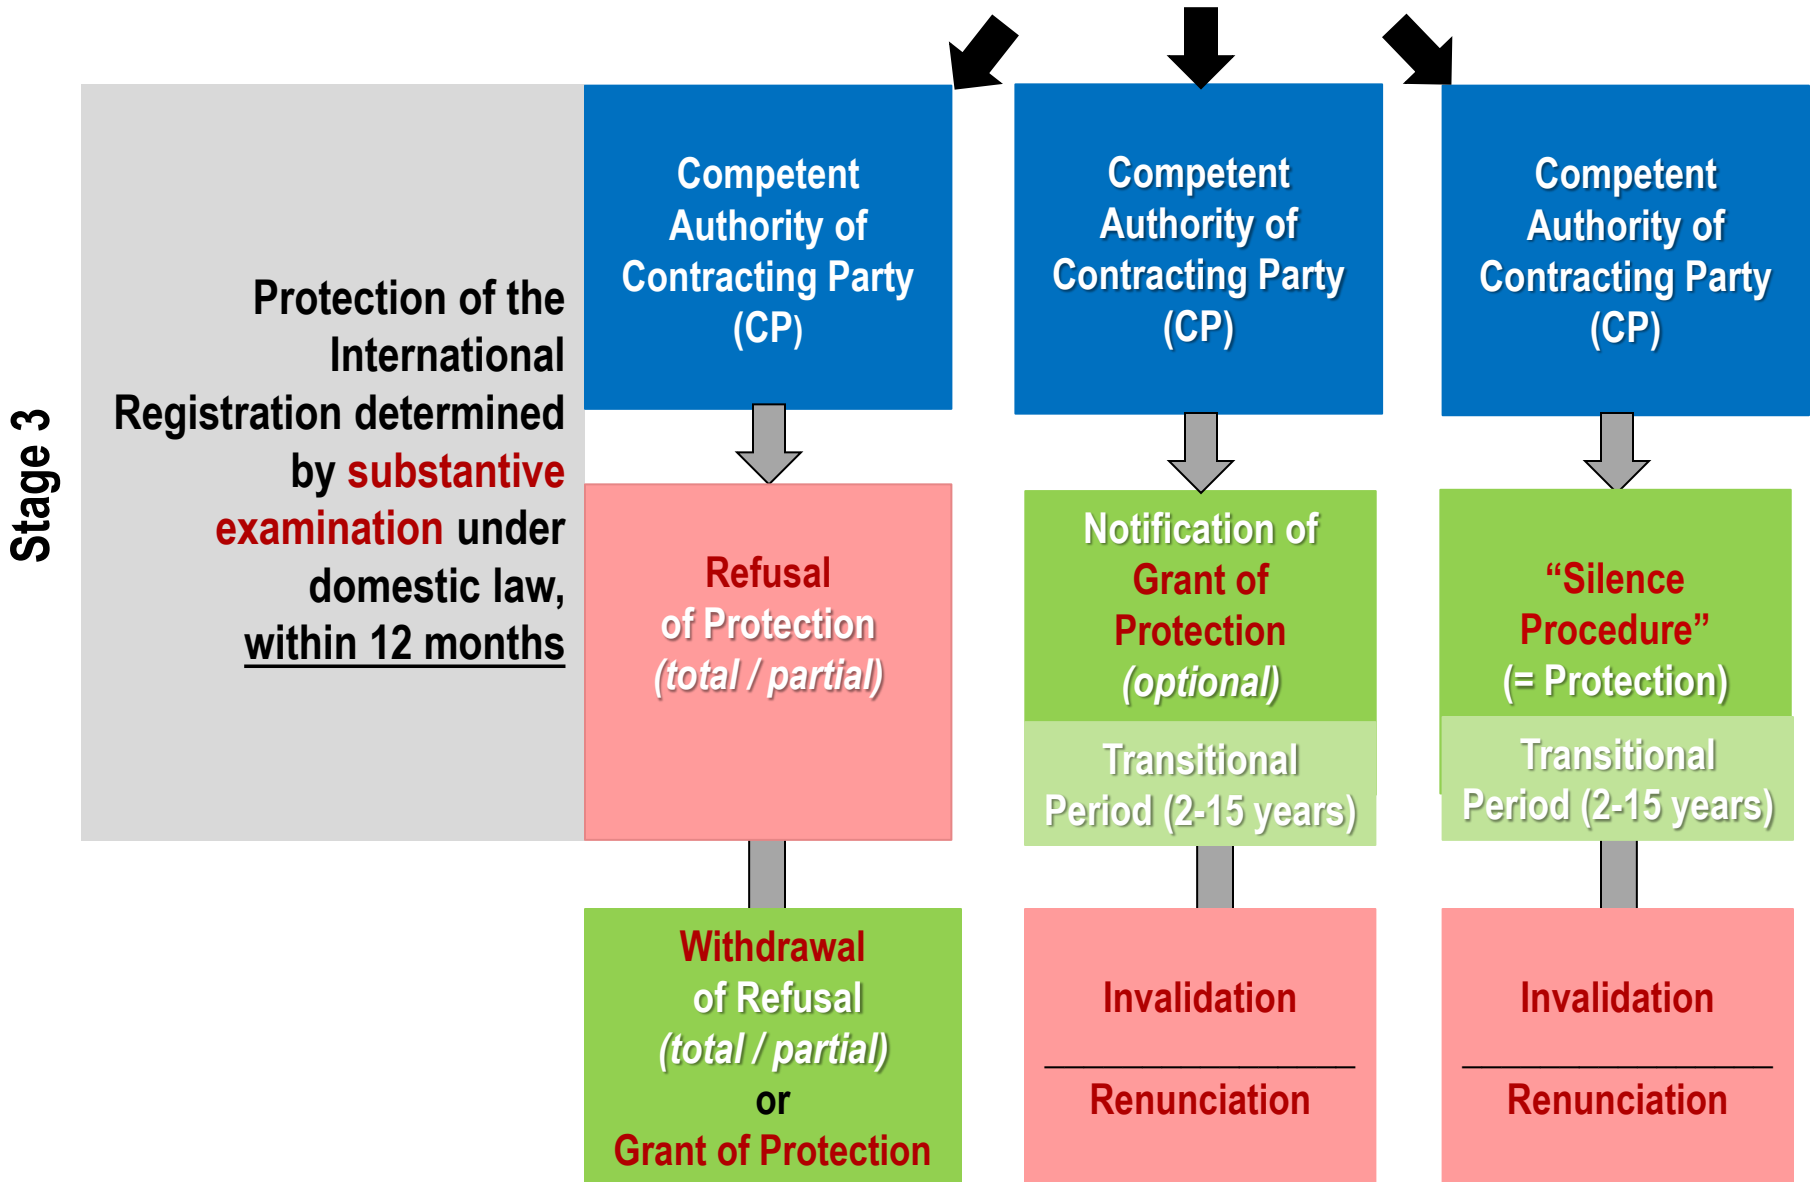 Stage 3
Protection of the
International
Registration determined
by substantive
examination under
domestic law,
within 12 months
Competent
Authority of
Contracting Party
(CP)
Refusal
of Protection
(total / partial)
Withdrawal
of Refusal
(total / partial)
or
Grant of Protection
Competent
Authority of
Contracting Party
(CP)
Notification of
Grant of
Protection
(optional)
Transitional
Period (2-15 years)
Invalidation
Renunciation
Competent
Authority of
Contracting Party
(CP)
“Silence
Procedure”
(= Protection)
Transitional
Period (2-15 years)
Invalidation
Renunciation